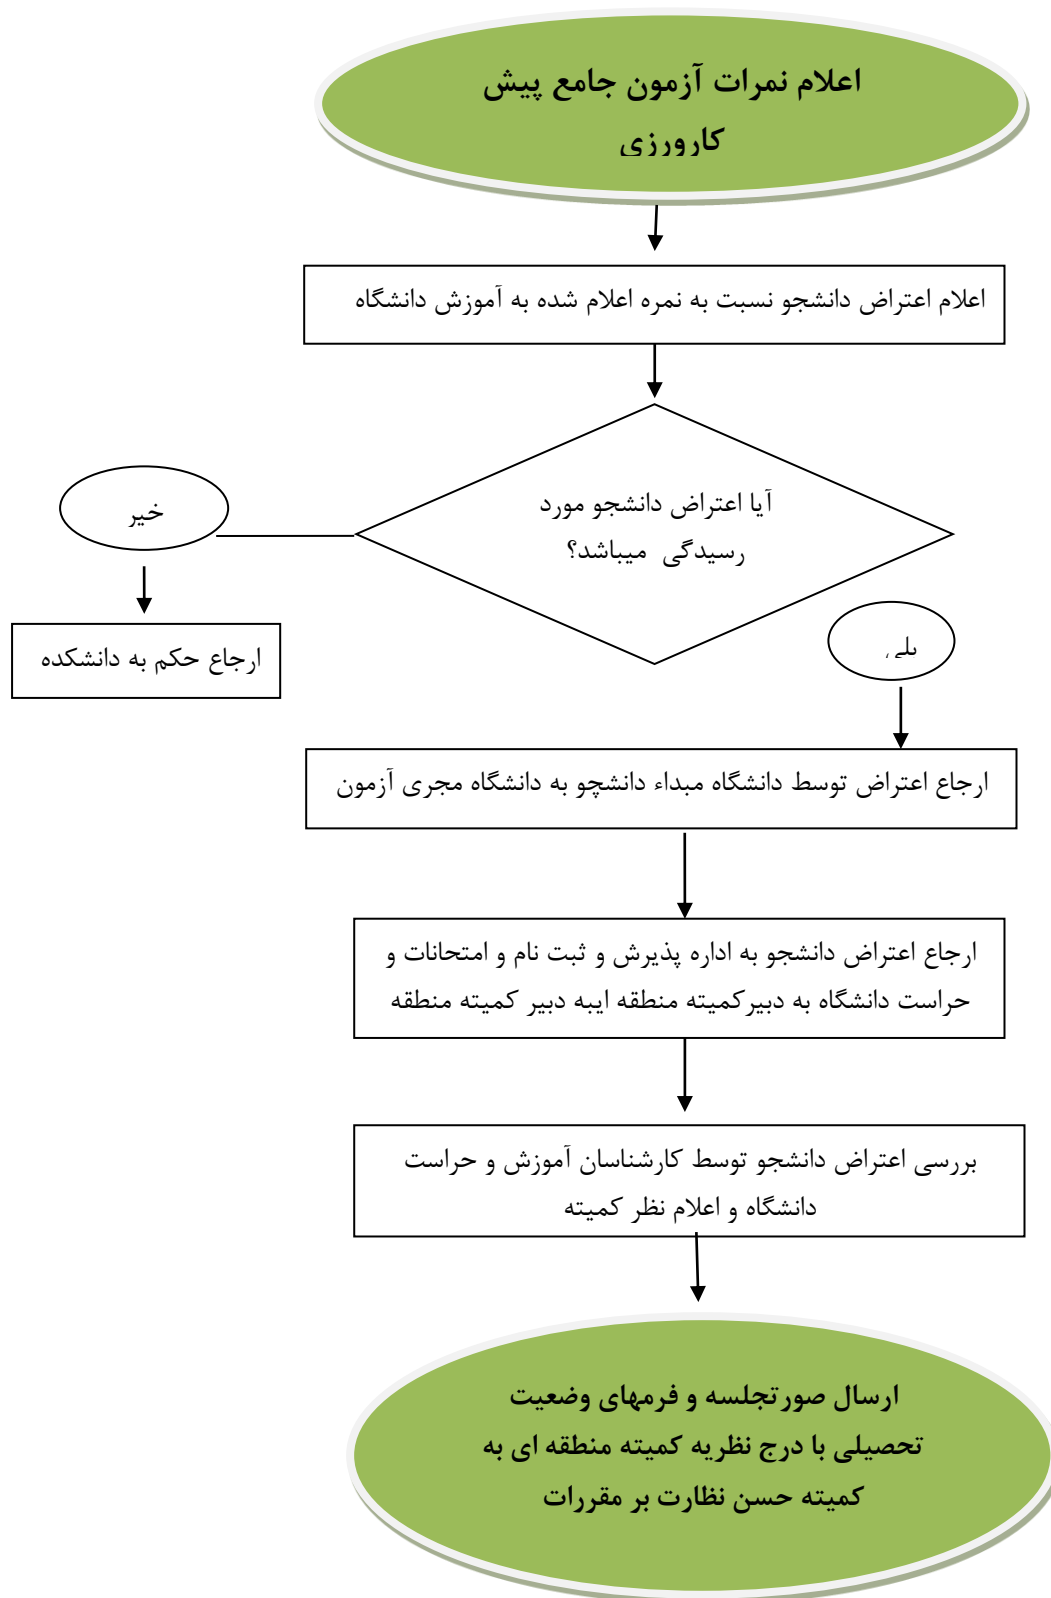 اعلام نمرات آزمون جامع پیش
کارورزی
اعلام اعتراض دانشجو نسبت به نمره اعلام شده به آموزش دانشگاه
آیا اعتراض دانشجو مورد
رسیدگی میباشد؟
خیر
ارجاع حکم به دانشکده
بلی
ارجاع اعتراض توسط دانشگاه مبداء دانشچو به دانشگاه مجری آزمون
ارجاع اعتراض دانشجو به اداره پذیرش و ثبت نام و امتحانات و
حراست دانشگاه به دبیرکمیته منطقه ایبه دبیر کمیته منطقه
بررسی اعتراض دانشجو توسط کارشناسان آموزش و حراست
دانشگاه و اعلام نظر کمیته
ارسال صورتجلسه و فرمهای وضعیت
تحصیلی با درج نظریه کمیته منطقه ای به
کمیته حسن نظارت بر مقررات